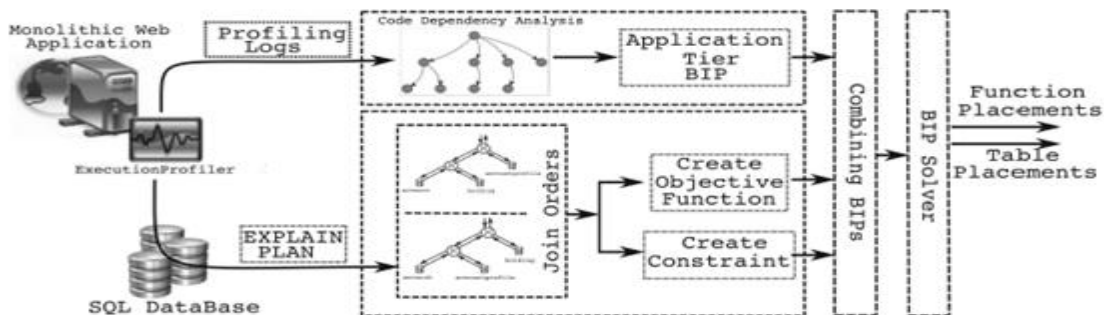 Monolithic Web
Application
Profiling
Logs
ExecutionProfiler
Code Dependency Analysis
Application
Tier
BIP
EXPLAIN
PLAN
SQL DataBase
Join Orders
Create
Objective
Function
Create
Constraint
Combining BIPs
BIP Solver
Function
Placements
Table
Placements